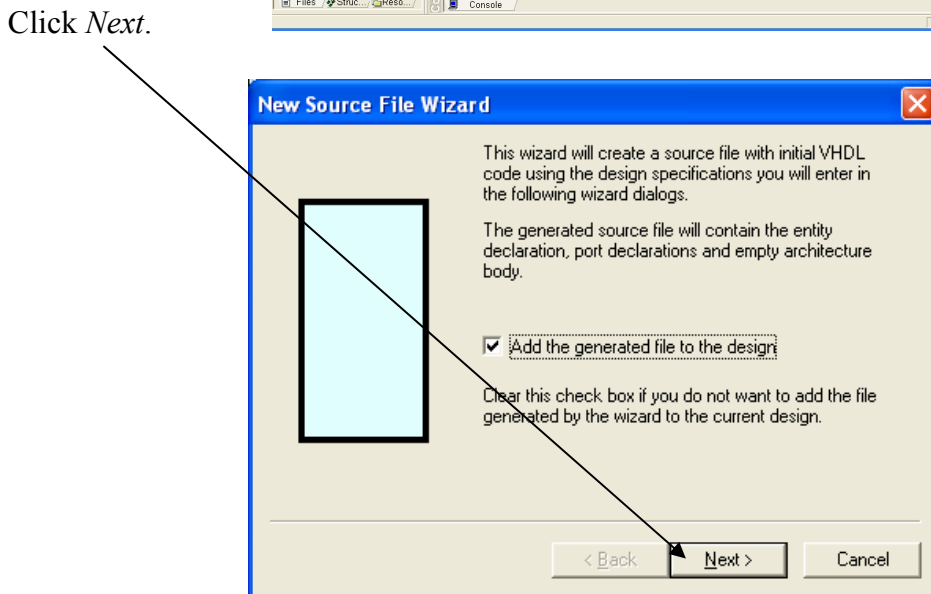 Files Struc... Reso... Console
Click Next.
New Source File Wizard
This wizard will create a source file with initial VHDL
code using the design specifications you will enter in
the following wizard dialogs.
The generated source file will contain the entity
declaration, port declarations and empty architecture
body.
Add the generated file to the design
Clear this check box if you do not want to add the file
generated by the wizard to the current design.
< Back Next > Cancel